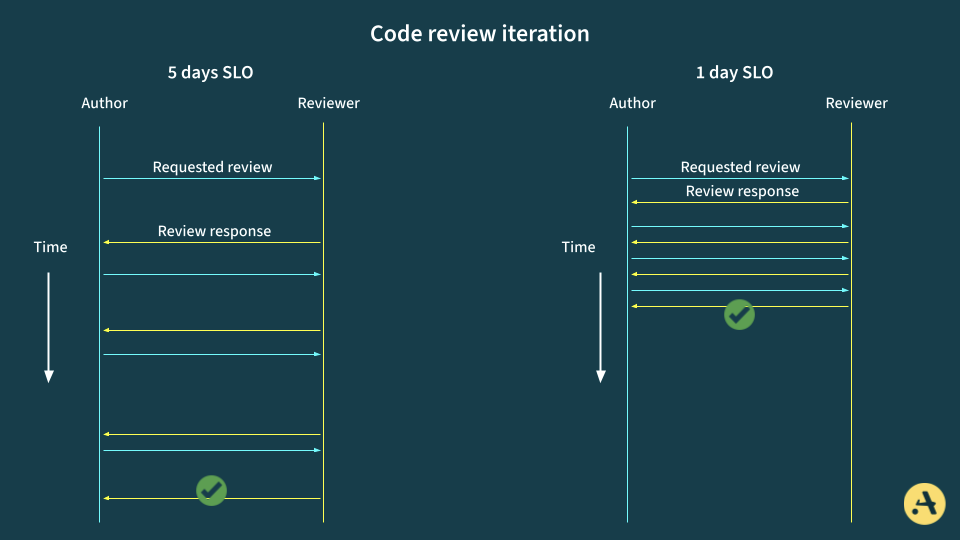 Code review iteration
5 days SLO
Author
Reviewer
Requested review
Review response
Time
1 day SLO
Author
Reviewer
Requested review
Review response
Time